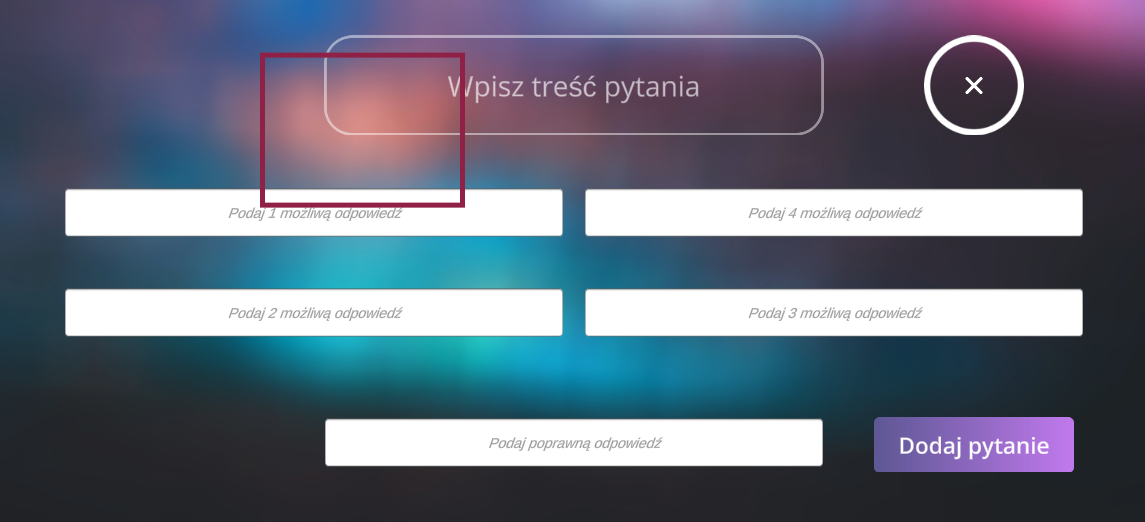 Wpisz treść pytania
×
Podaj 1 możliwą odpowiedź
Podaj 4 możliwą odpowiedź
Podaj 2 możliwą odpowiedź
Podaj 3 możliwą odpowiedź
Podaj poprawną odpowiedź
Dodaj pytanie